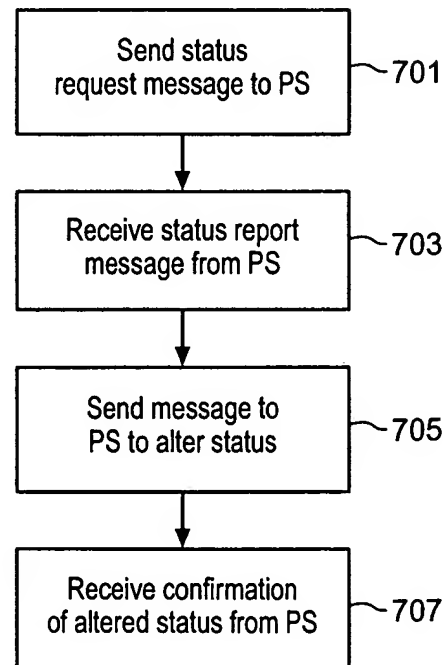 Send status
request message to PS
701
Receive status report
message from PS
703
Send message to
PS to alter status
705
Receive confirmation
of altered status from PS
707